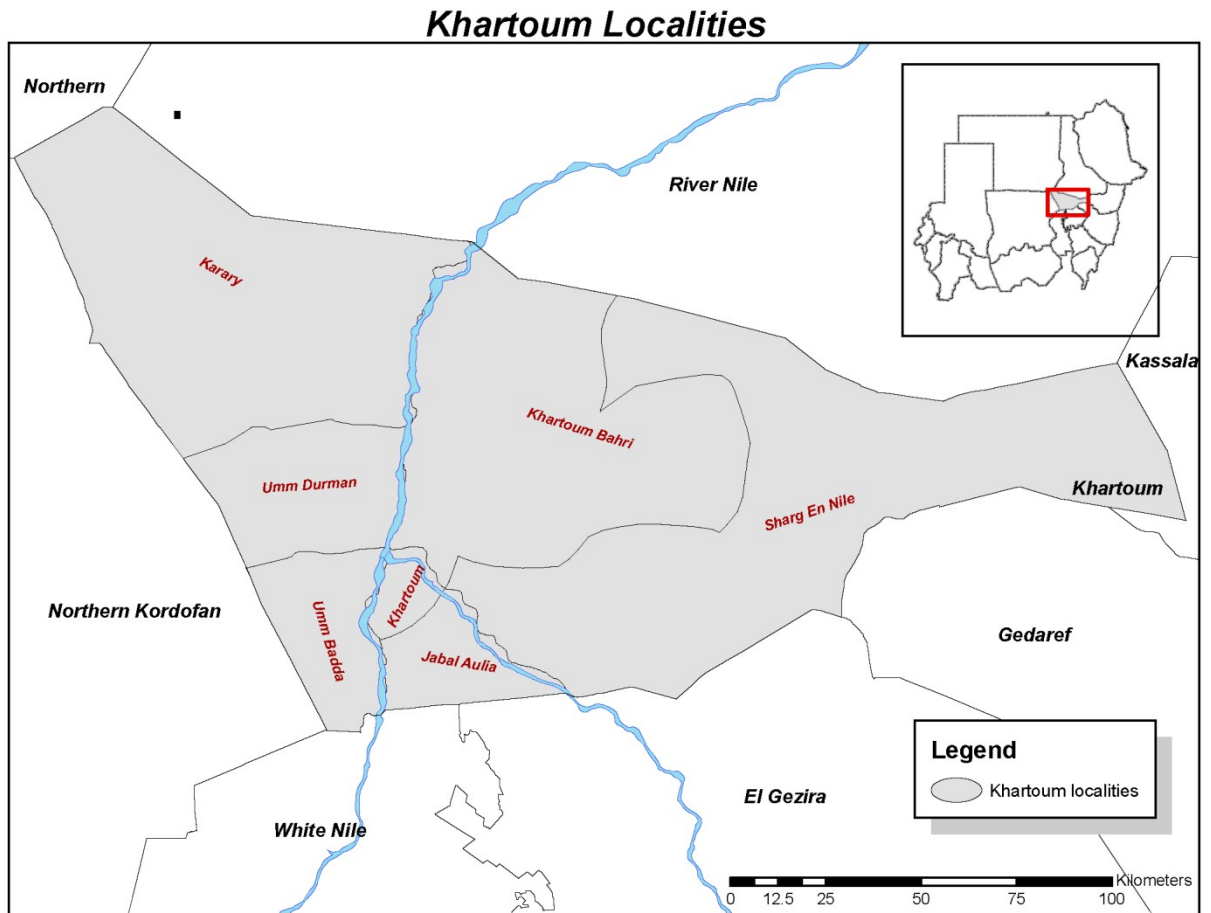 Khartoum Localities
Northern
River Nile
Karary
Kassala
Khartoum Bahri
Umm Durman
Khartoum
Sharg En Nile
Northern Kordofan
Umm Badda
Khartoum
Jabal Aulia
Gedaref
Legend
Khartoum localities
El Gezira
White Nile
Kilometers
0 12.5 25 50 75 100